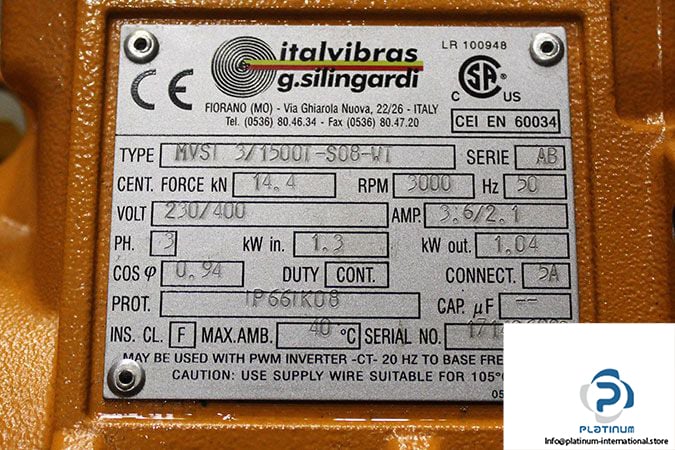 italvibras
g.silingardi
LR 100948
CE
FIORANO (MO) - Via Ghiarola Nuova, 22/26 - ITALY
Tel. (0536) 80.46.34 - Fax (0536) 80.47.20
C SA US
CEI EN 60034
TYPE MVSI 3/1500T-S08-WT SERIE AB
CENT. FORCE kN 14.4 RPM 3000 Hz 50
VOLT 230/400 AMP. 3.6/2.1
PH. 3 kW in. 1.3 kW out. 1.04
COS φ 0.94 DUTY CONT. CONNECT. 5A
PROT. IP66IK08 CAP. µF --
INS. CL. F MAX.AMB. 40 °C SERIAL NO.
MAY BE USED WITH PWM INVERTER -CT- 20 HZ TO BASE
CAUTION: USE SUPPLY WIRE SUITABLE FOR 105°
PLATINUM
info@platinum-international.store